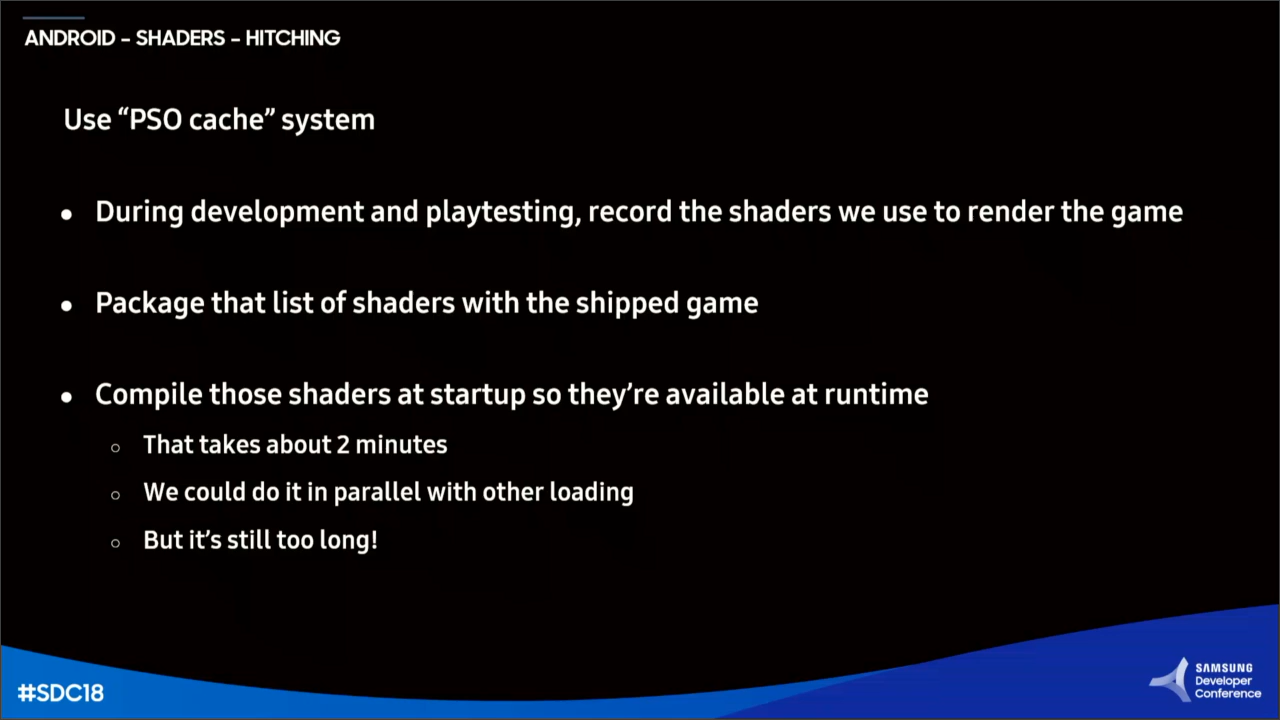 ANDROID – SHADERS – HITCHING
Use “PSO cache” system
● During development and playtesting, record the shaders we use to render the game
● Package that list of shaders with the shipped game
● Compile those shaders at startup so they’re available at runtime
○ That takes about 2 minutes
○ We could do it in parallel with other loading
○ But it’s still too long!
#SDC18
SAMSUNG
Developer
Conference